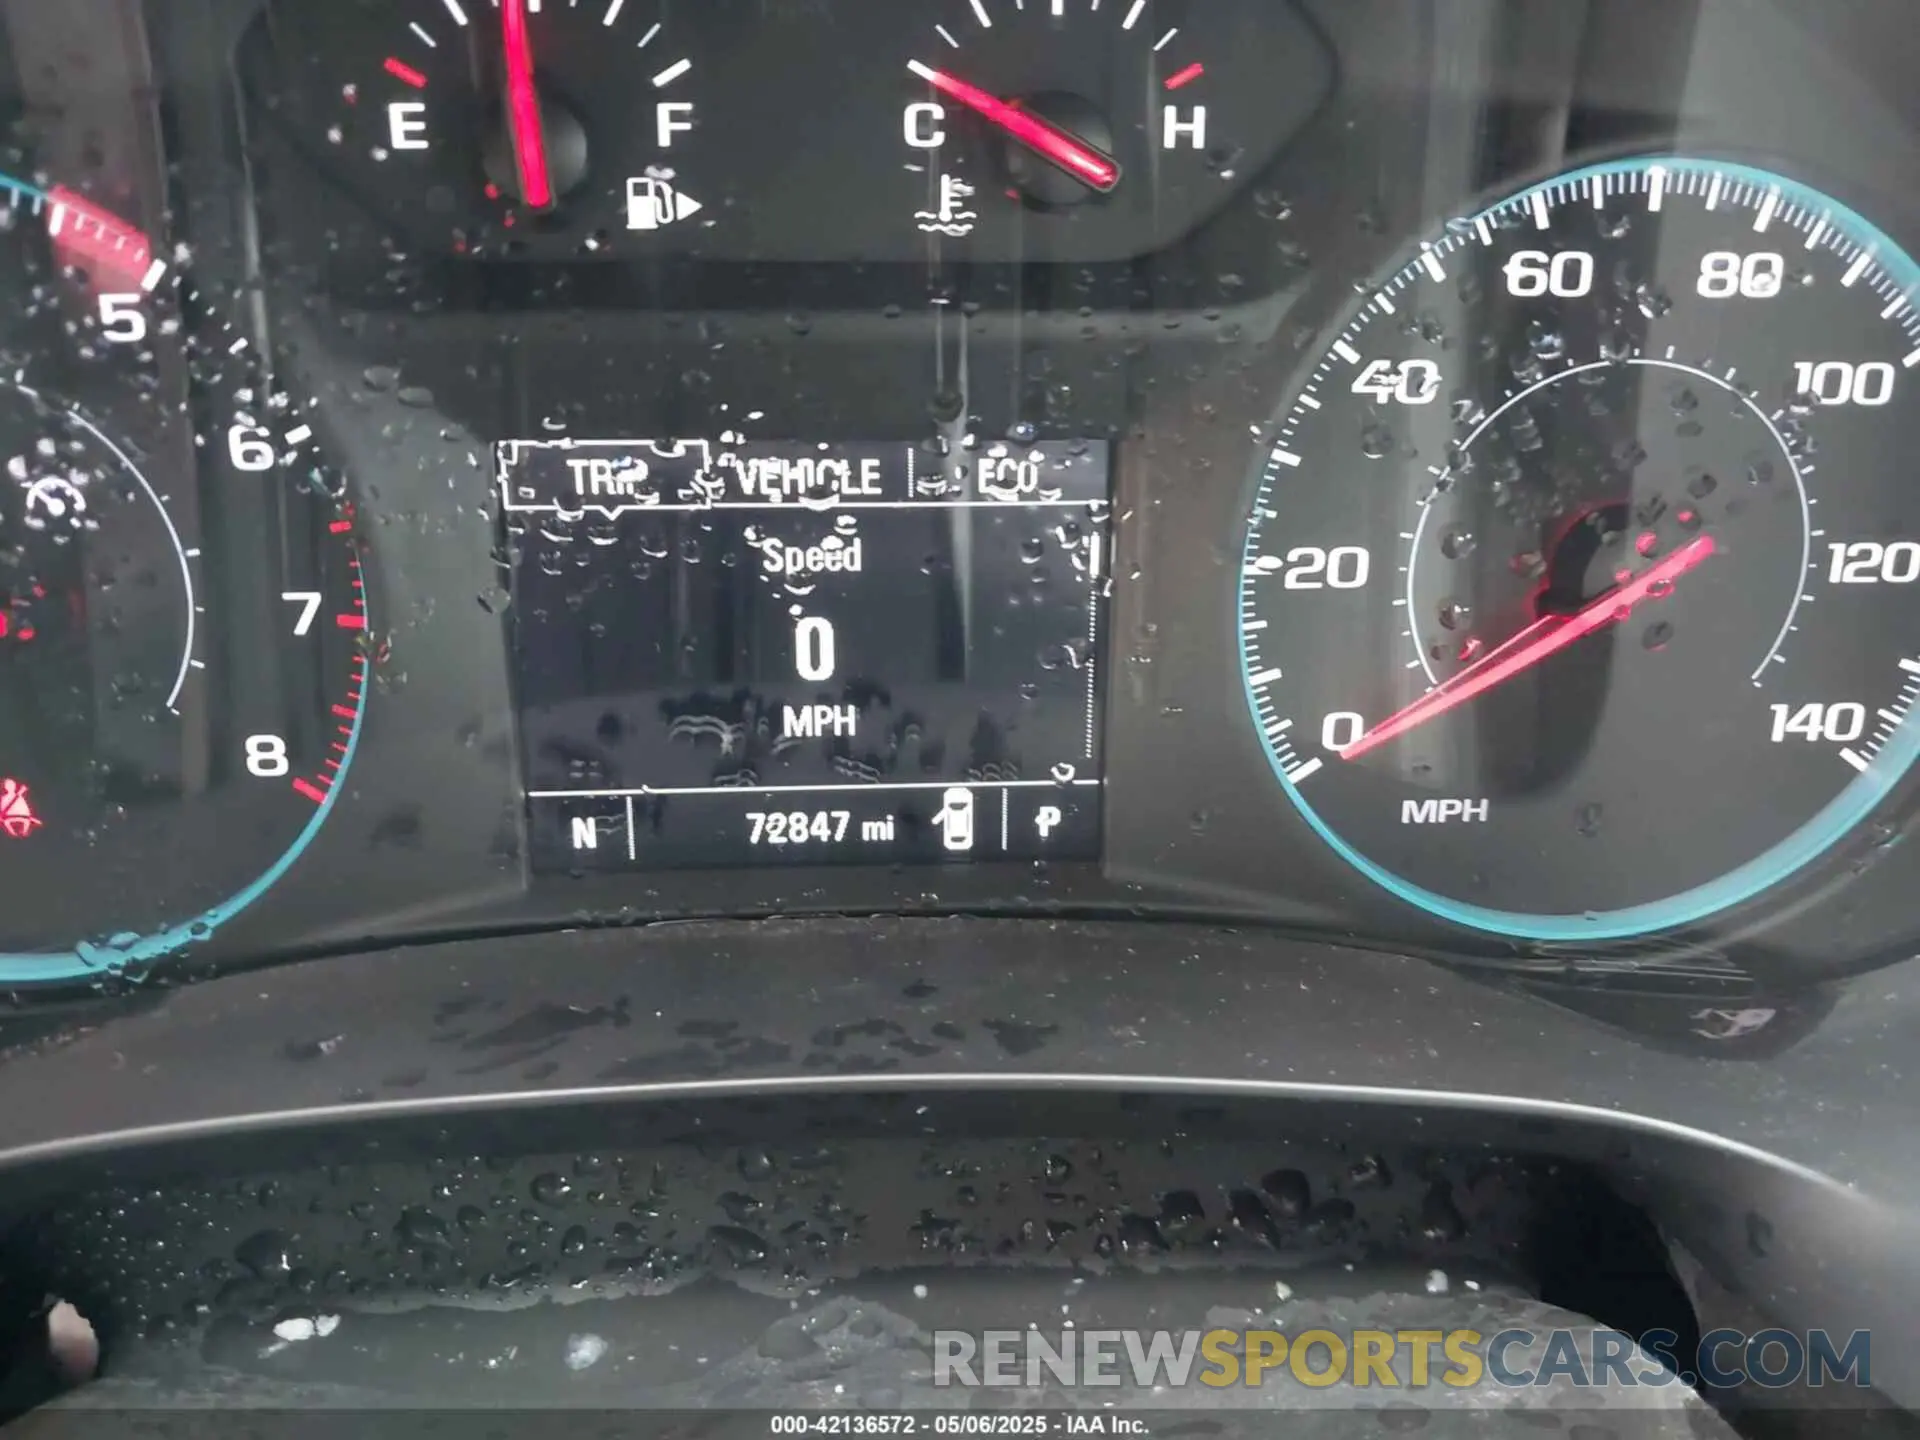 E F C H
5 6 7 8
TRIP VEHICLE ECO
Speed
0
MPH
N 72847 mi P
0 20 40 60 80 100 120 140
MPH
RENEWSPORTSCARS.COM
000-42136572 - 05/06/2025 - IAA Inc.